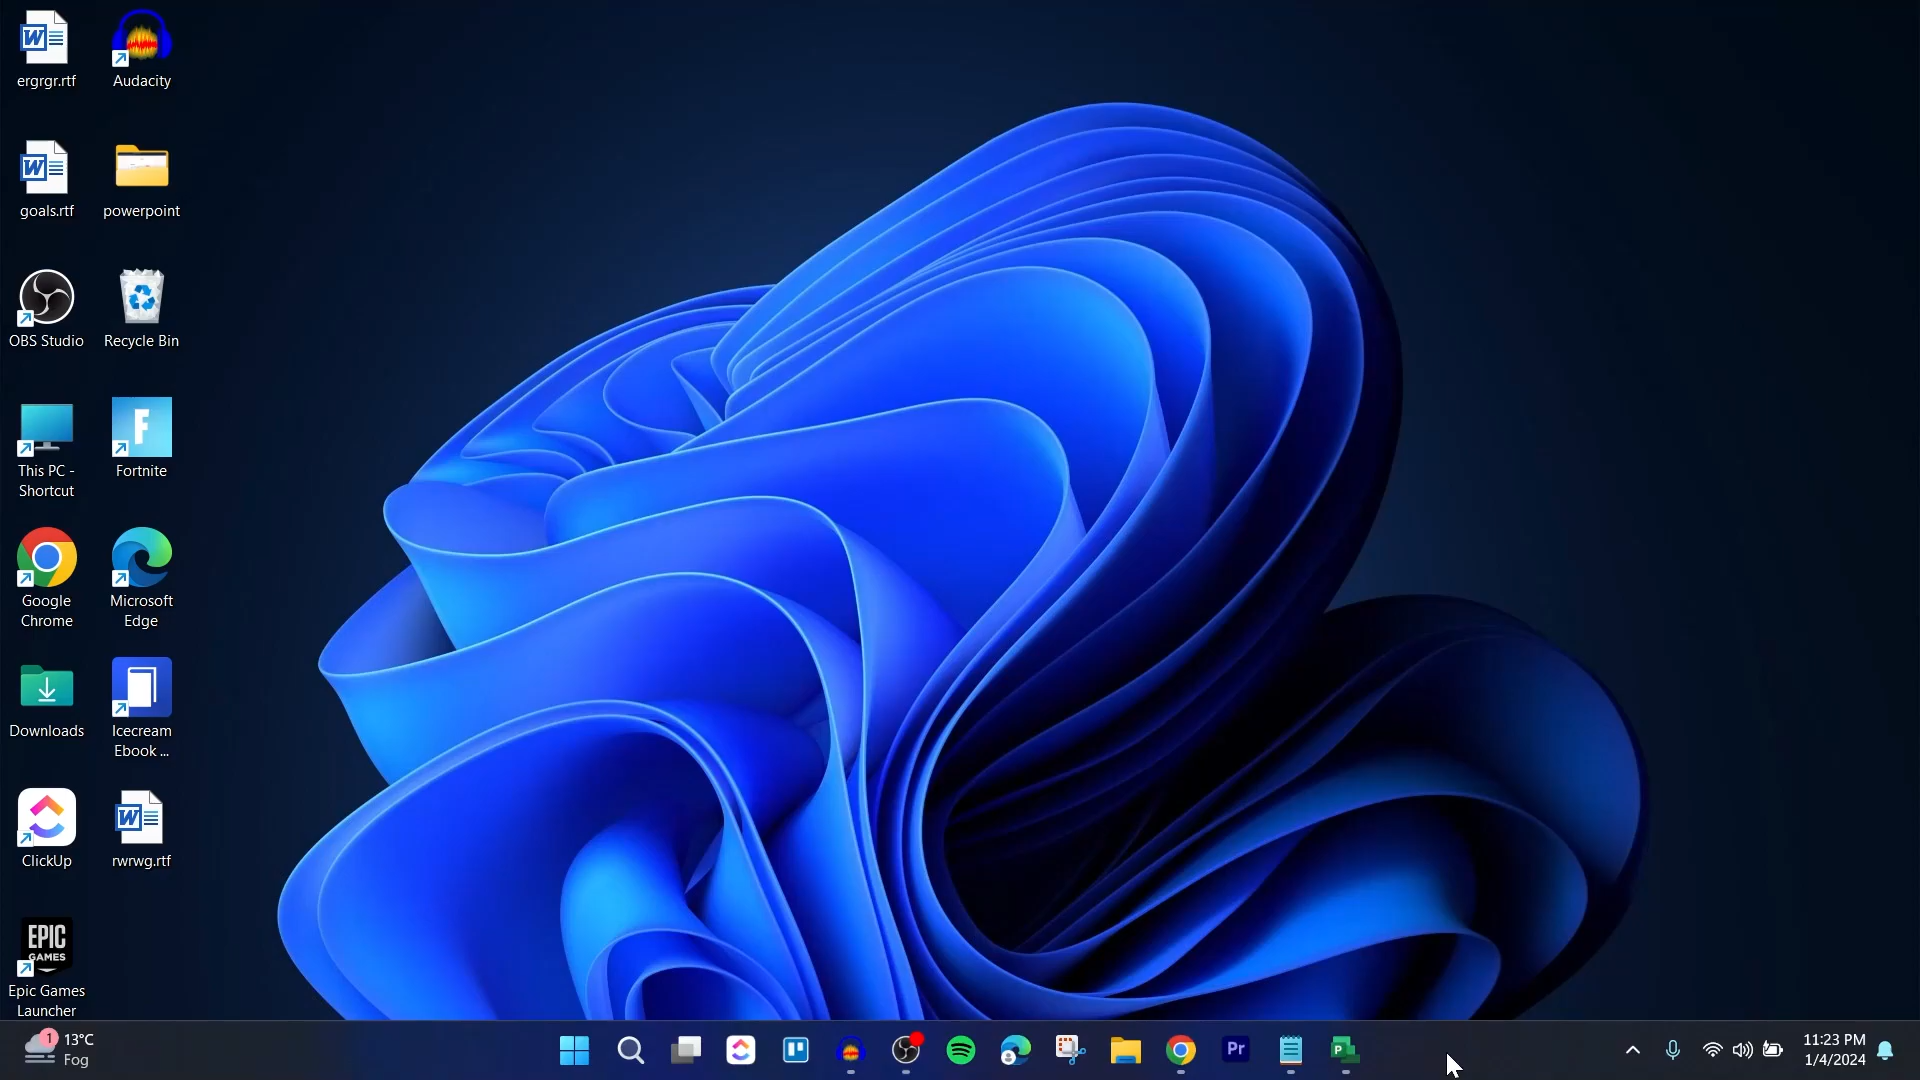 ergrgr.rtf
Audacity
goals.rtf
powerpoint
OBS Studio
Recycle Bin
This PC -
Shortcut
F
Fortnite
Google
Chrome
Microsoft
Edge
Downloads
Icecream
Ebook ...
ClickUp
W
rwrwg.rtf
EPIC
GAMES
Epic Games
Launcher
1
13°C
Fog
Pr
P
11:23 PM
1/4/2024